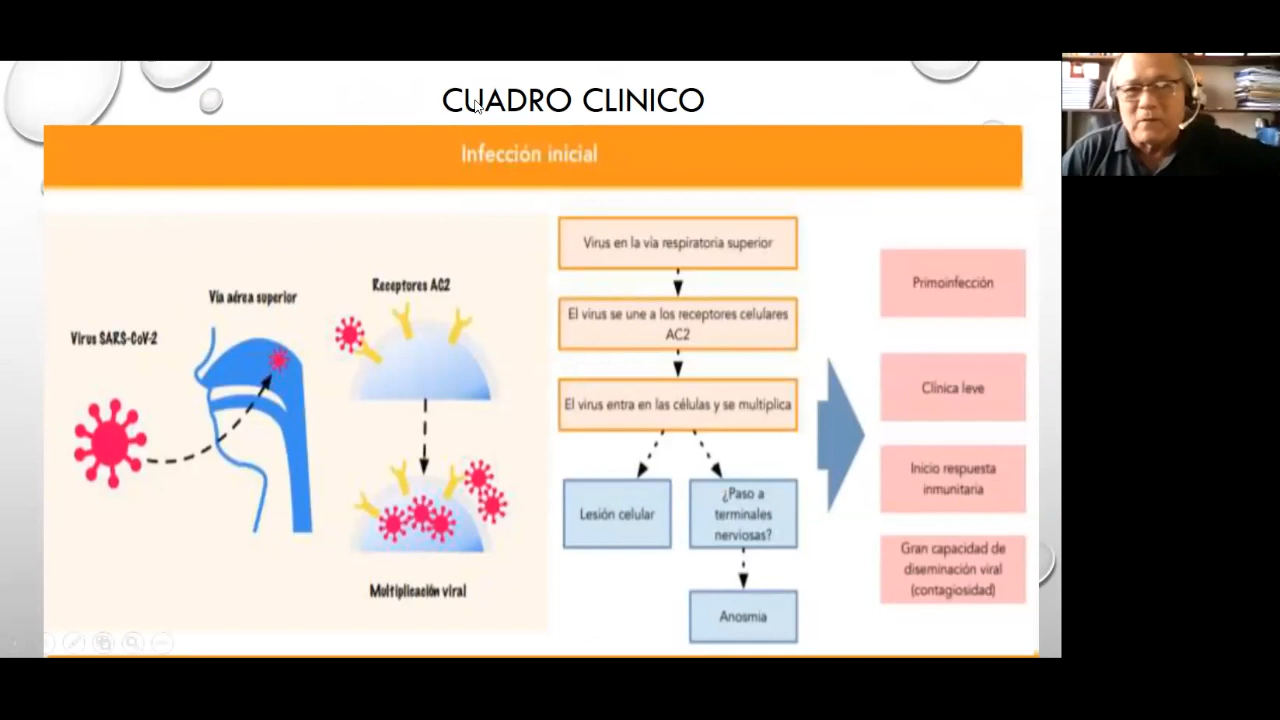 CUADRO CLINICO
Infección inicial
Virus SARS-CoV-2
Vía aérea superior
Receptores AC2
Multiplicación viral
Virus en la vía respiratoria superior
El virus se une a los receptores celulares
AC2
El virus entra en las células y se multiplica
Lesión celular
¿Paso a
terminales
nerviosas?
Anosmia
Primoinfección
Clínica leve
Inicio respuesta
inmunitaria
Gran capacidad de
diseminación viral
(contagiosidad)